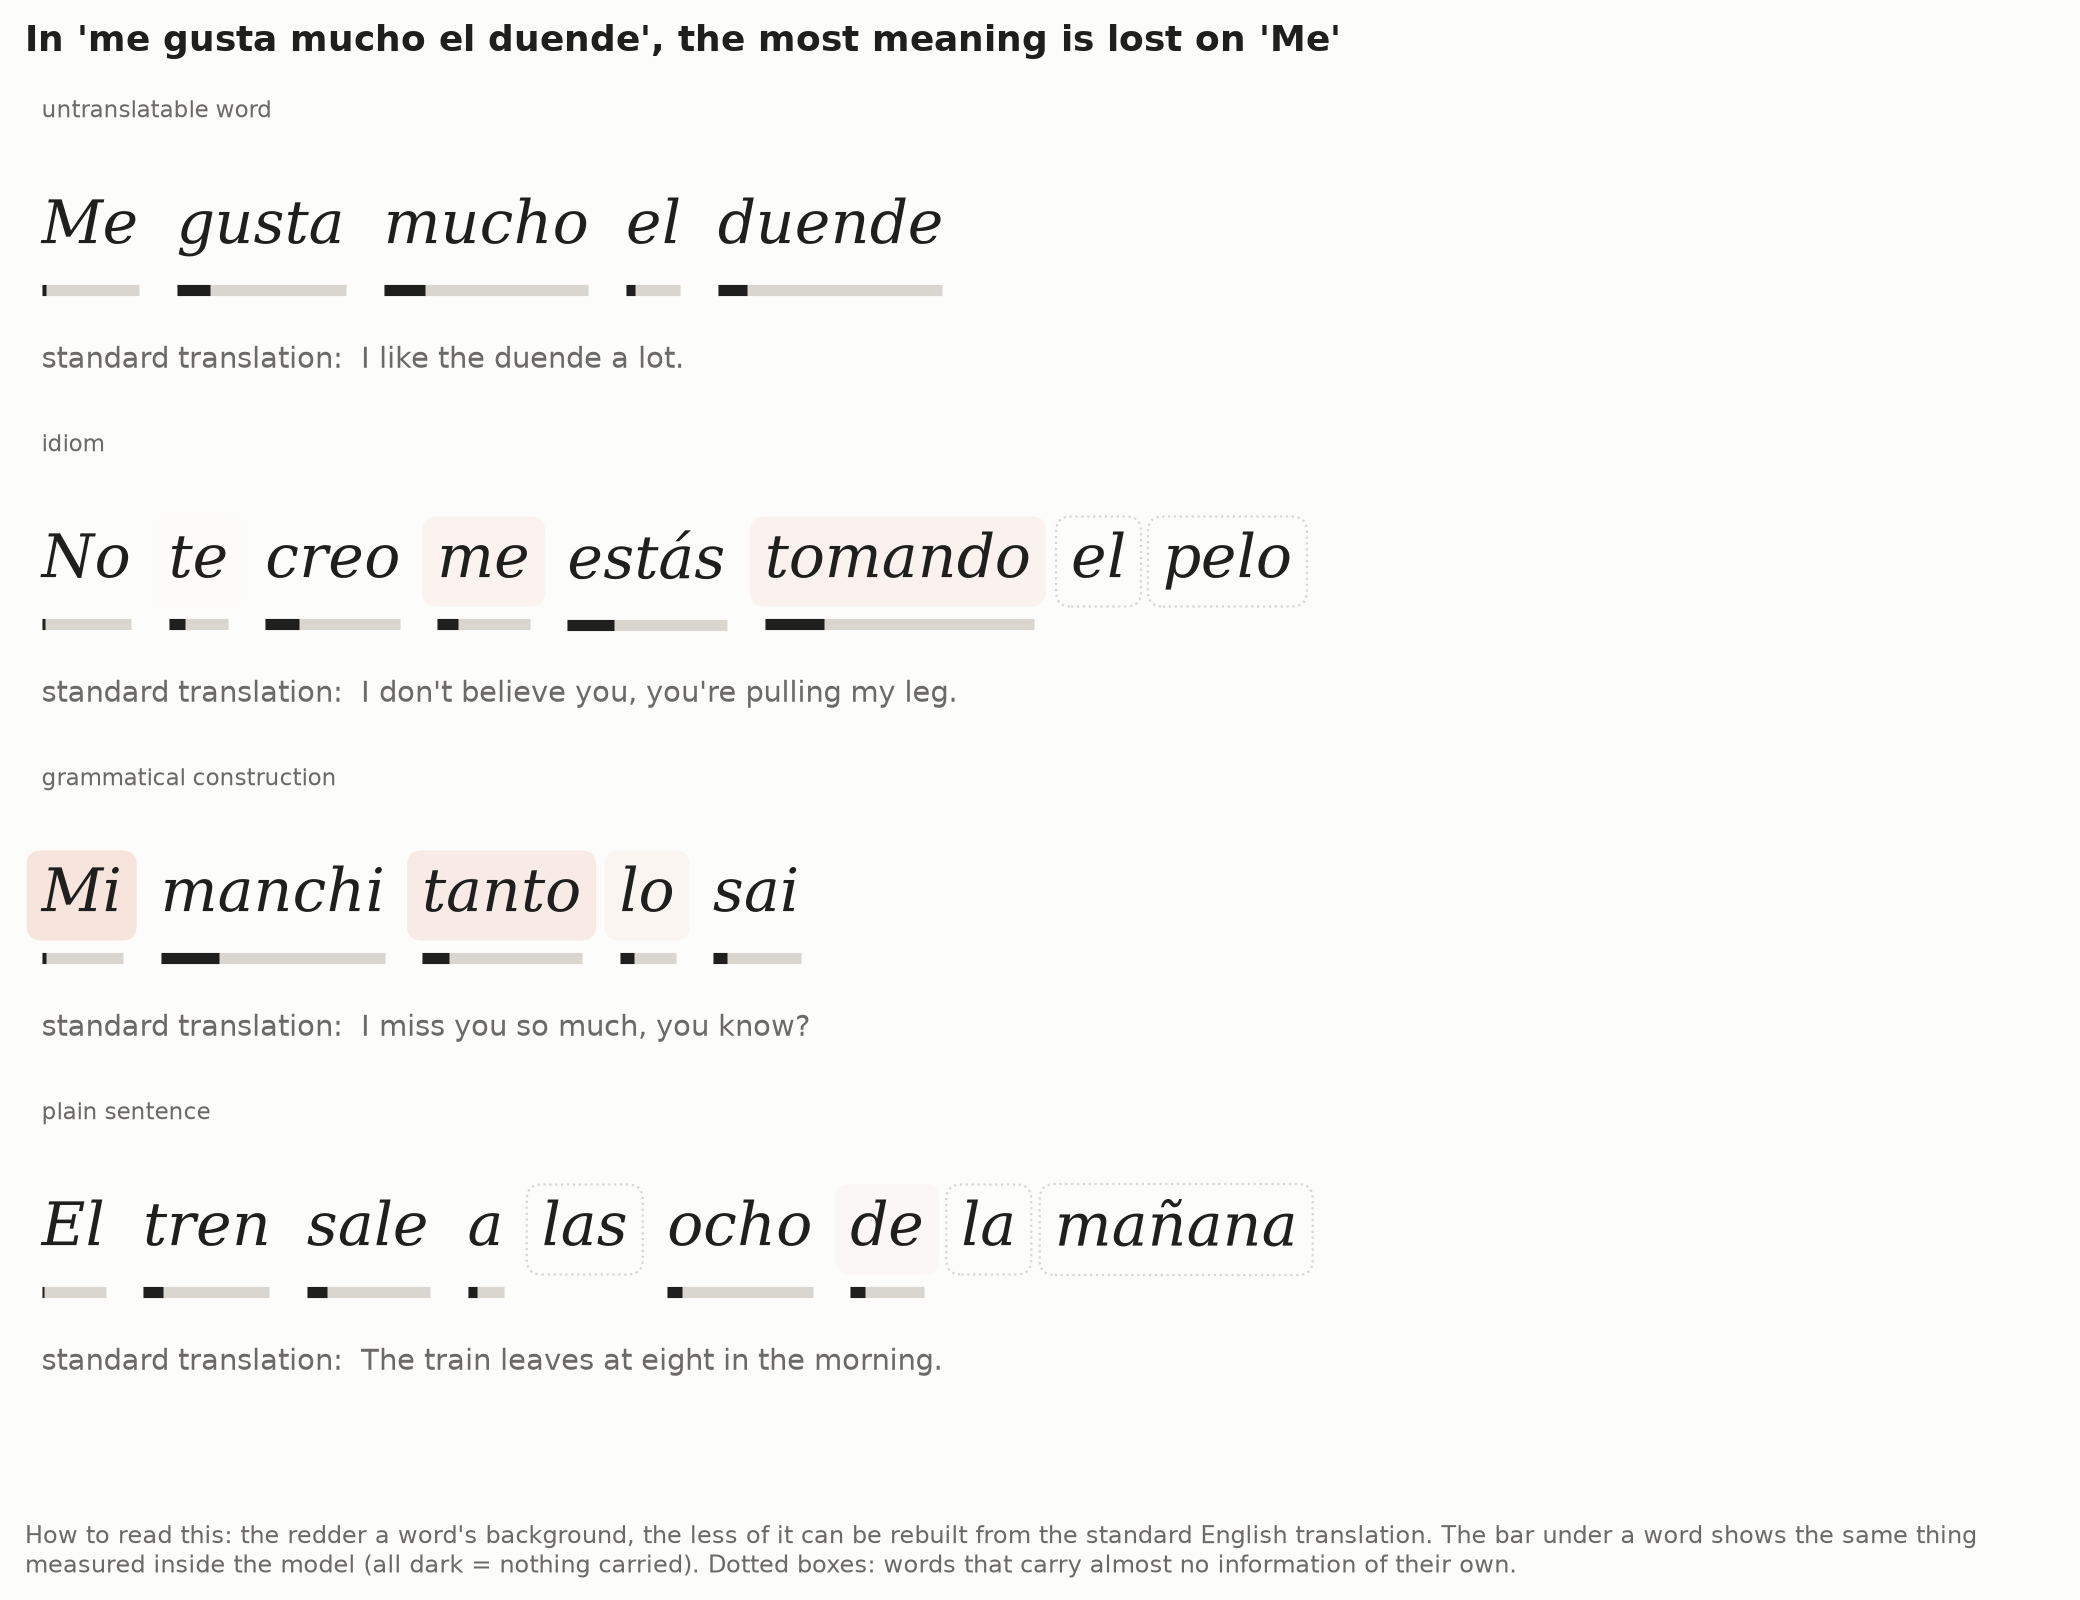 In 'me gusta mucho el duende', the most meaning is lost on 'Me'
untranslatable word
Me gusta mucho el duende
standard translation: I like the duende a lot.
idiom
No te creo me estás tomando el pelo
standard translation: I don't believe you, you're pulling my leg.
grammatical construction
Mi manchi tanto lo sai
standard translation: I miss you so much, you know?
plain sentence
El tren sale a las ocho de la mañana
standard translation: The train leaves at eight in the morning.
How to read this: the redder a word's background, the less of it can be rebuilt from the standard English translation. The bar under a word shows the same thing
measured inside the model (all dark = nothing carried). Dotted boxes: words that carry almost no information of their own.